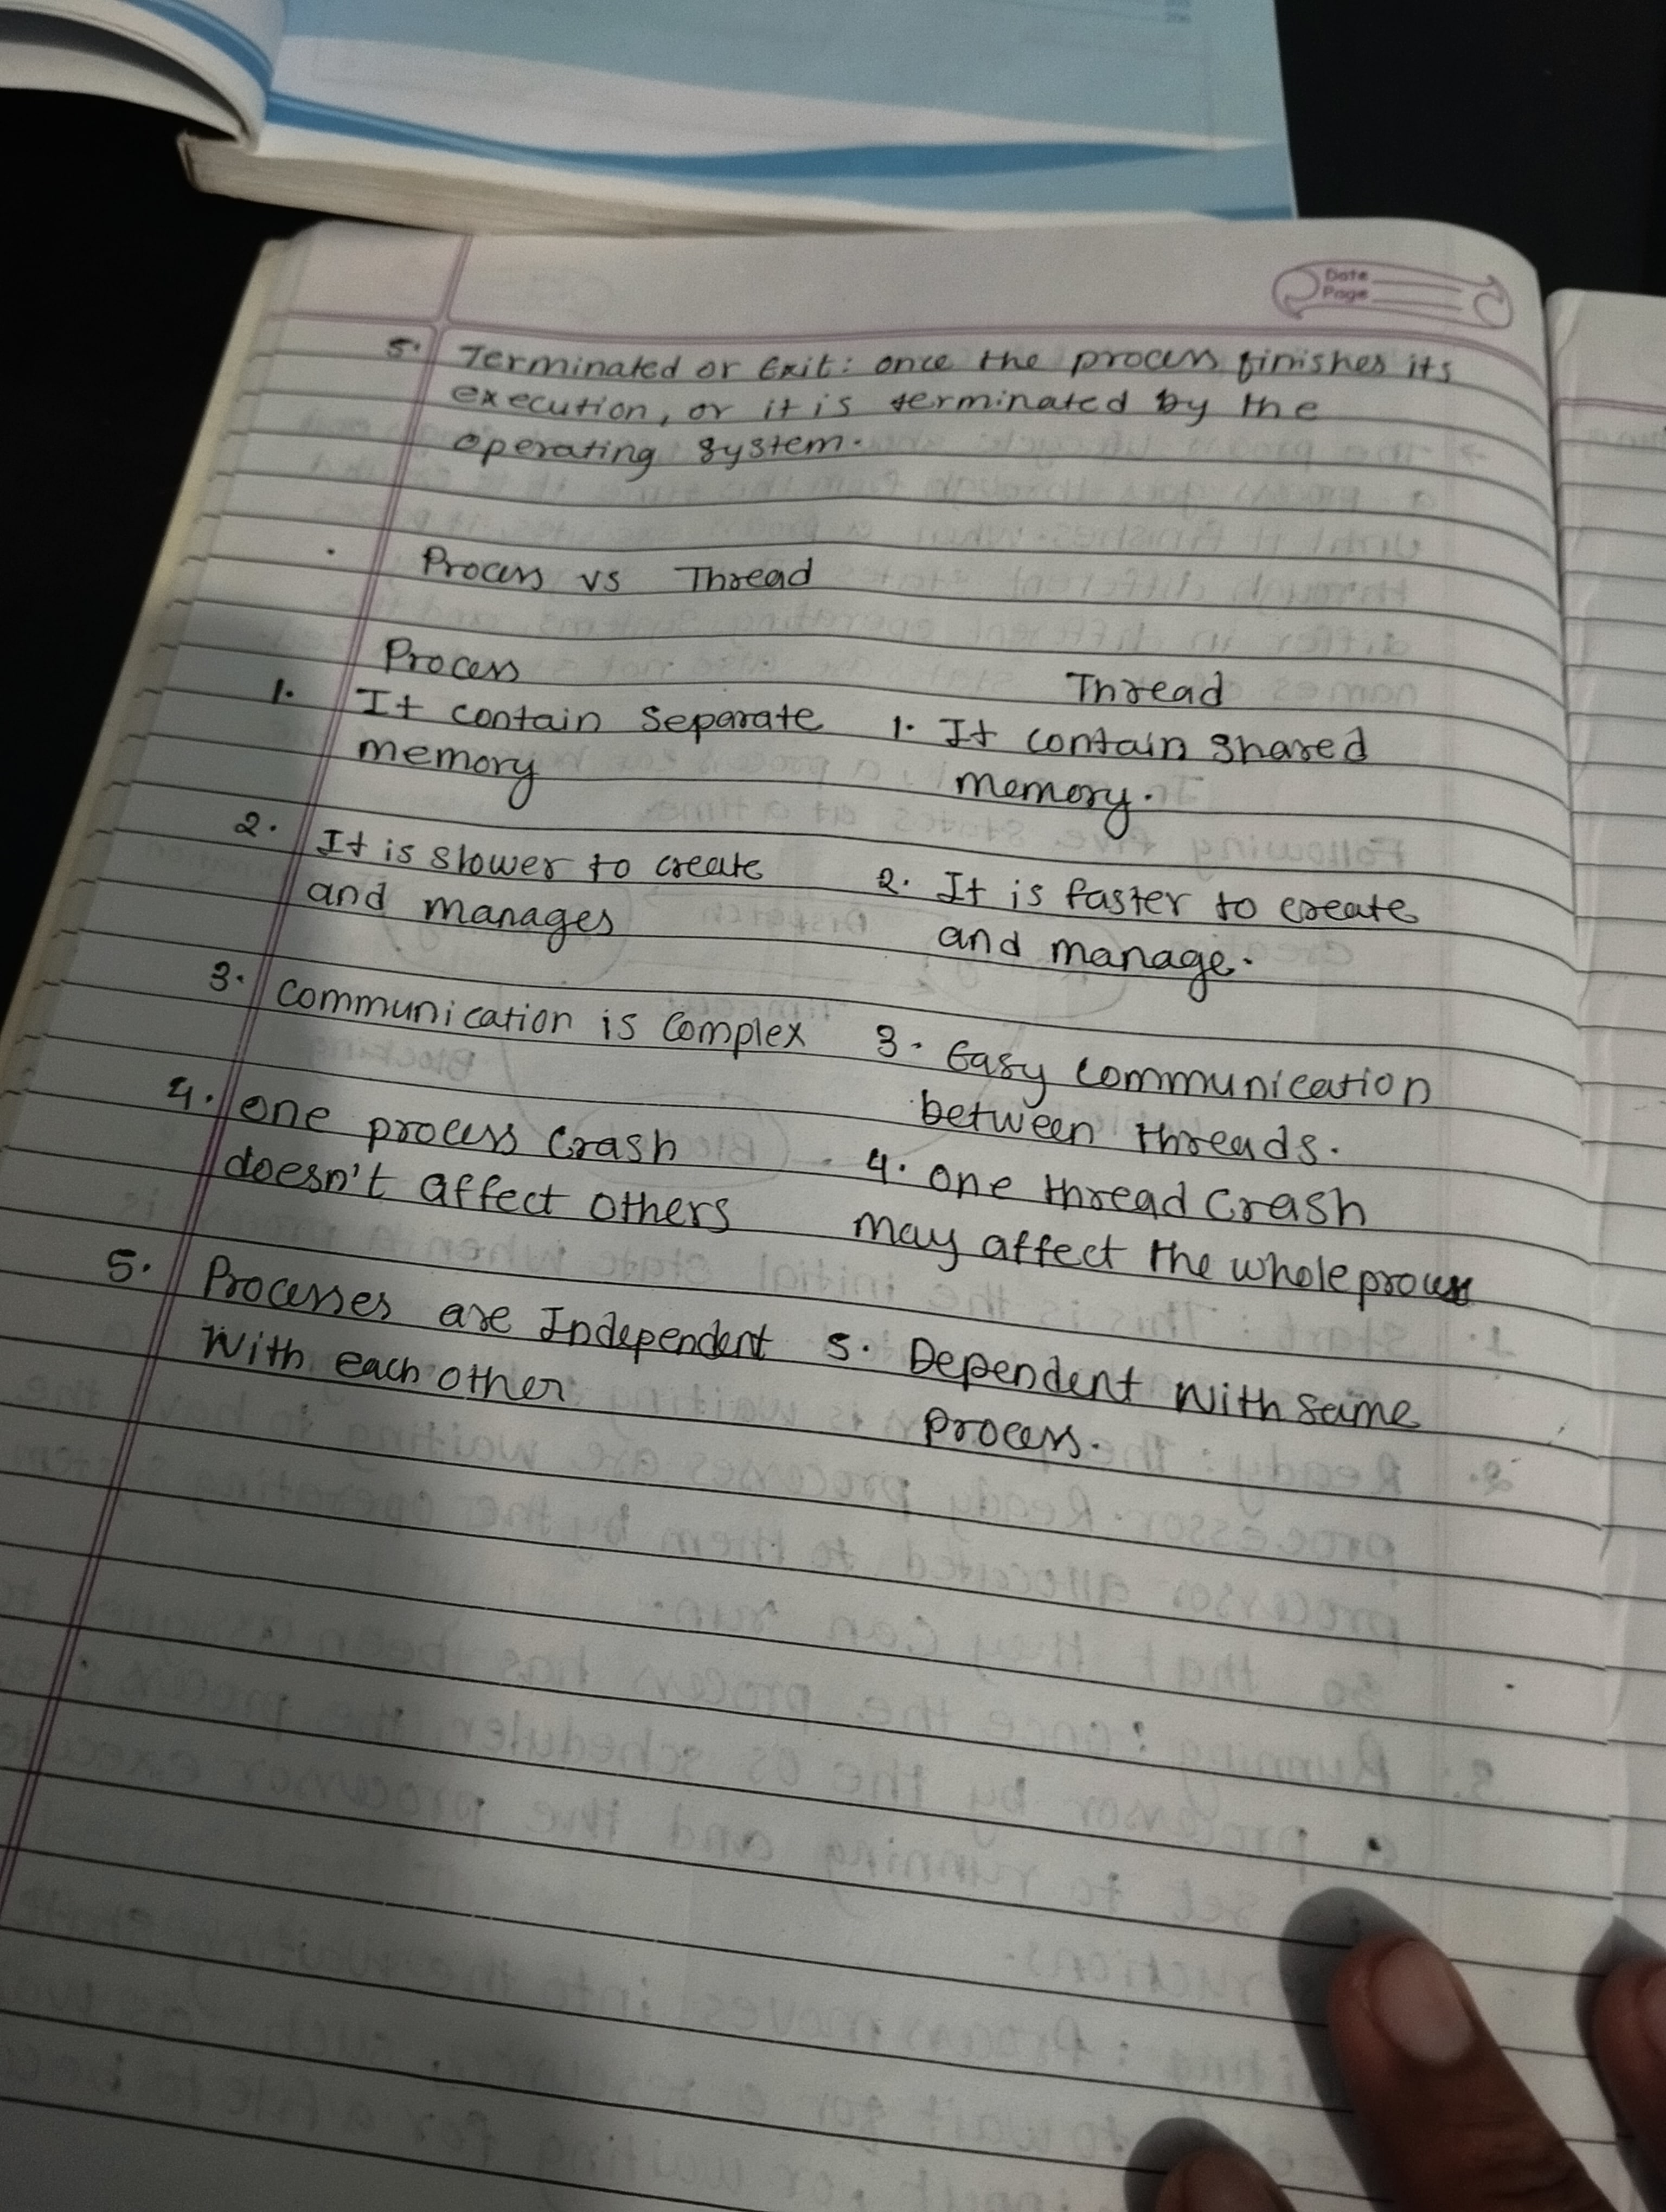 Date
Page
5. Terminated or Exit: once the process finishes its
execution, or it is terminated by the
operating system.
Process vs Thread
Process
Thread
1. It contain separate
memory
1. It contain shared
memory.
2. It is slower to create
and manages
2. It is faster to create
and manage.
3. Communication is complex
3. Easy communication
between threads.
4. one process crash
doesn't affect others
4. one thread crash
may affect the whole process
5. Processes are Independent
With each other
5. Dependent with same
process.